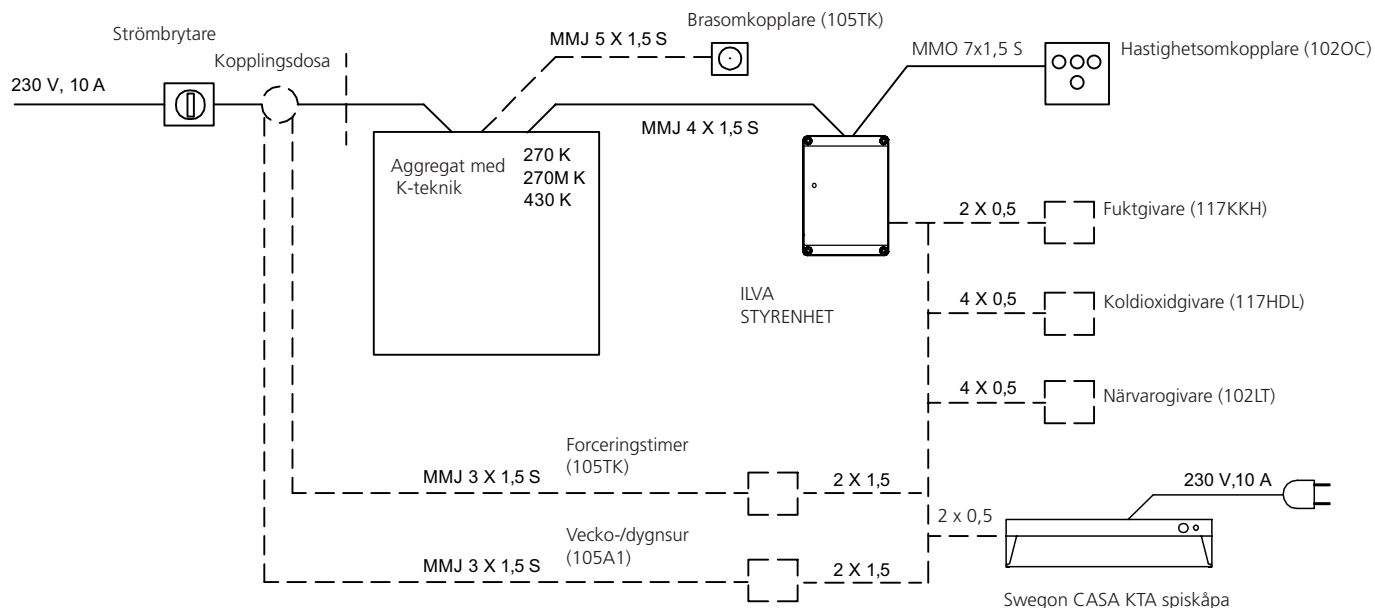 Brasomkopplare (105TK)
Strömbrytare
MMJ 5 X 1,5 S
MMO 7x1,5 S
Hastighetsomkopplare (102OC)
Kopplingsdosa
230 V, 10 A
MMJ 4 X 1,5 S
Aggregat med
K-teknik
270 K
270M K
430 K
2 X 0,5
Fuktgivare (117KKH)
ILVA
STYRENHET
4 X 0,5
Koldioxidgivare (117HDL)
4 X 0,5
Närvarogivare (102LT)
Forceringstimer
(105TK)
MMJ 3 X 1,5 S
2 X 1,5
230 V,10 A
2 x 0,5
Vecko-/dygnsur
(105A1)
MMJ 3 X 1,5 S
2 X 1,5
Swegon CASA KTA spiskåpa